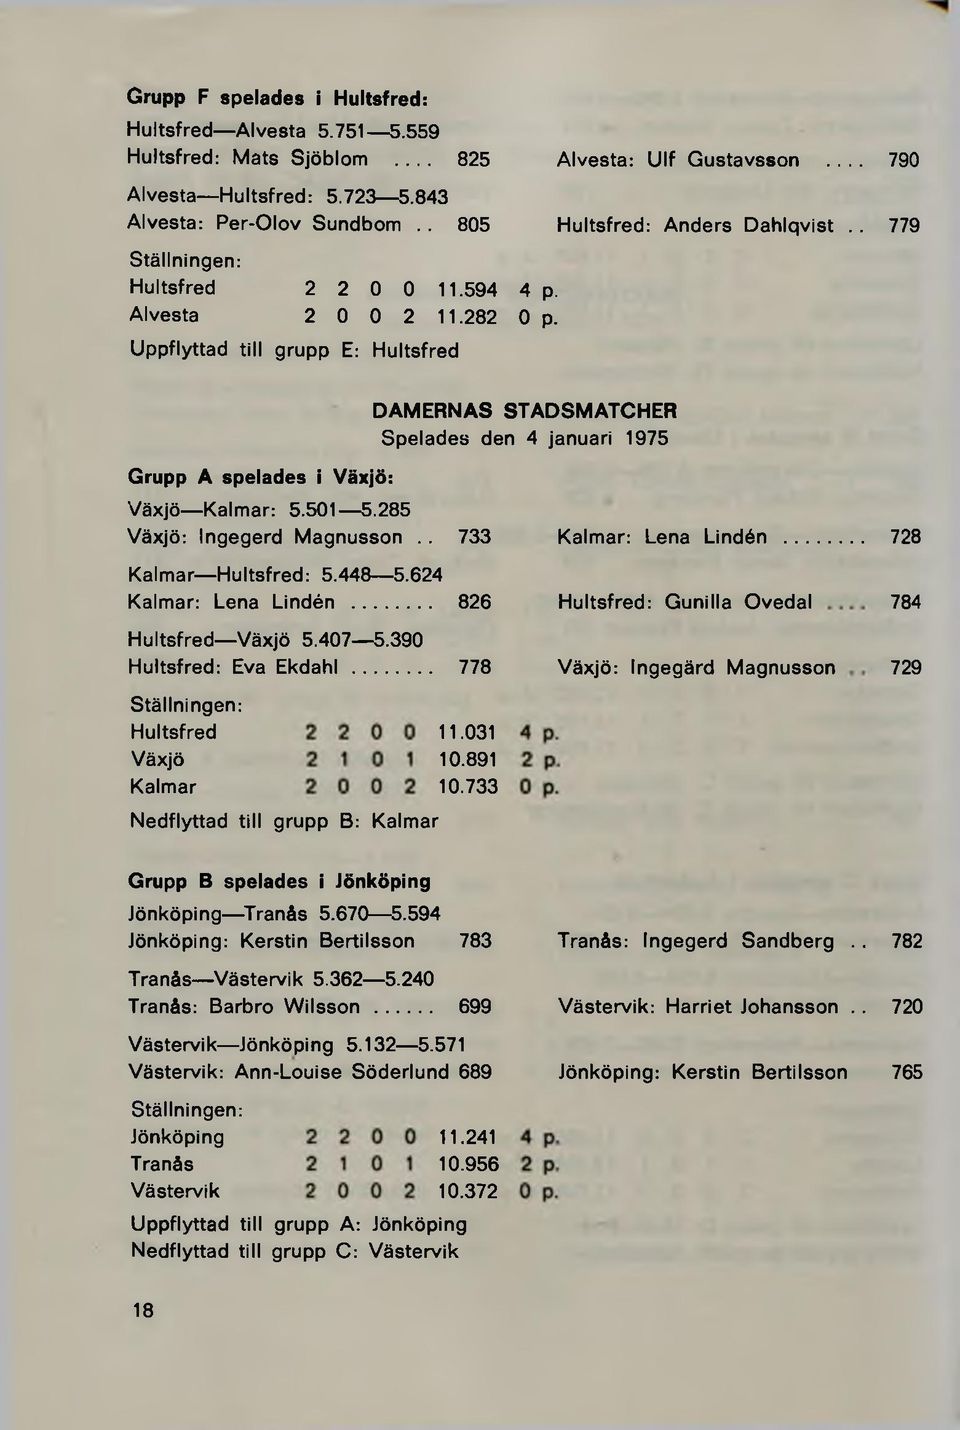 Grupp F spelades i Hultsfred:
Hultsfred—Alvesta 5.751—5.559
Hultsfred: Mats Sjöblom .... 825 Alvesta: Ulf Gustavsson .... 790
Alvesta—Hultsfred: 5.723—5.843
Alvesta: Per-Olov Sundbom .. 805 Hultsfred: Anders Dahlqvist .. 779
Ställningen:
Hultsfred 2 2 0 0 11.594 4 p.
Alvesta 2 0 0 2 11.282 0 p.
Uppflyttad till grupp E: Hultsfred
DAMERNAS STADSMATCHER
Spelades den 4 januari 1975
Grupp A spelades i Växjö:
Växjö—Kalmar: 5.501—5.285
Växjö: Ingegerd Magnusson .. 733 Kalmar: Lena Lindén ........ 728
Kalmar—Hultsfred: 5.448—5.624
Kalmar: Lena Lindén ........ 826 Hultsfred: Gunilla Ovedal .... 784
Hultsfred—Växjö 5.407—5.390
Hultsfred: Eva Ekdahl ........ 778 Växjö: Ingegärd Magnusson .. 729
Ställningen:
Hultsfred 2 2 0 0 11.031 4 p.
Växjö 2 1 0 1 10.891 2 p.
Kalmar 2 0 0 2 10.733 0 p.
Nedflyttad till grupp B: Kalmar
Grupp B spelades i Jönköping
Jönköping—Tranås 5.670—5.594
Jönköping: Kerstin Bertilsson 783 Tranås: Ingegerd Sandberg .. 782
Tranås—Västervik 5.362—5.240
Tranås: Barbro Wilsson ...... 699 Västervik: Harriet Johansson .. 720
Västervik—Jönköping 5.132—5.571
Västervik: Ann-Louise Söderlund 689 Jönköping: Kerstin Bertilsson 765
Ställningen:
Jönköping 2 2 0 0 11.241 4 p.
Tranås 2 1 0 1 10.956 2 p.
Västervik 2 0 0 2 10.372 0 p.
Uppflyttad till grupp A: Jönköping
Nedflyttad till grupp C: Västervik
18